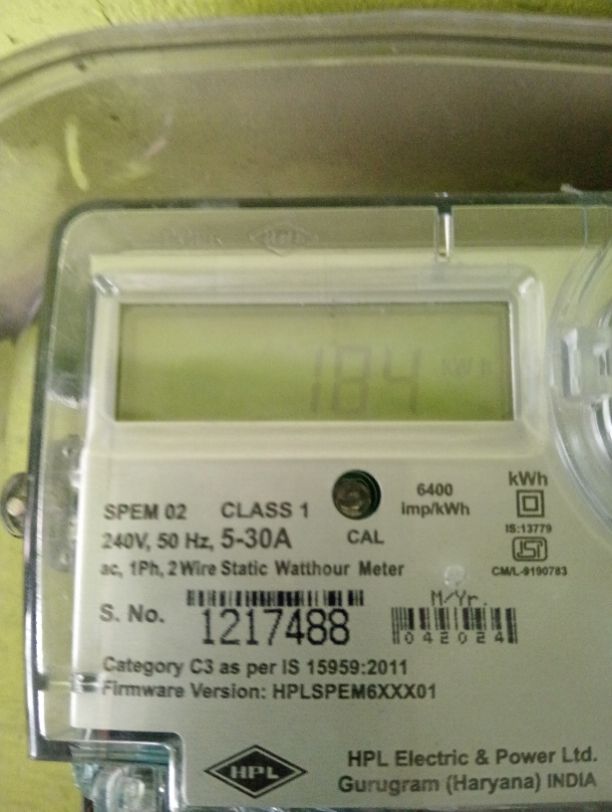 184 kWh
SPEM 02 CLASS 1
240V, 50 Hz, 5-30A
ac, 1Ph, 2 Wire Static Watthour Meter
CAL
6400
imp/kWh
kWh
IS:13779
ISI
CM/L-9190783
S. No. 1217488
M/Yr.
042024
Category C3 as per IS 15959:2011
Firmware Version: HPLSPEM6XXX01
HPL
HPL Electric & Power Ltd.
Gurugram (Haryana) INDIA